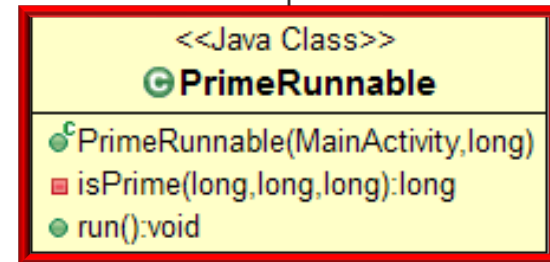 <<Java Class>>
PrimeRunnable
PrimeRunnable(MainActivity,long)
isPrime(long,long,long):long
run():void